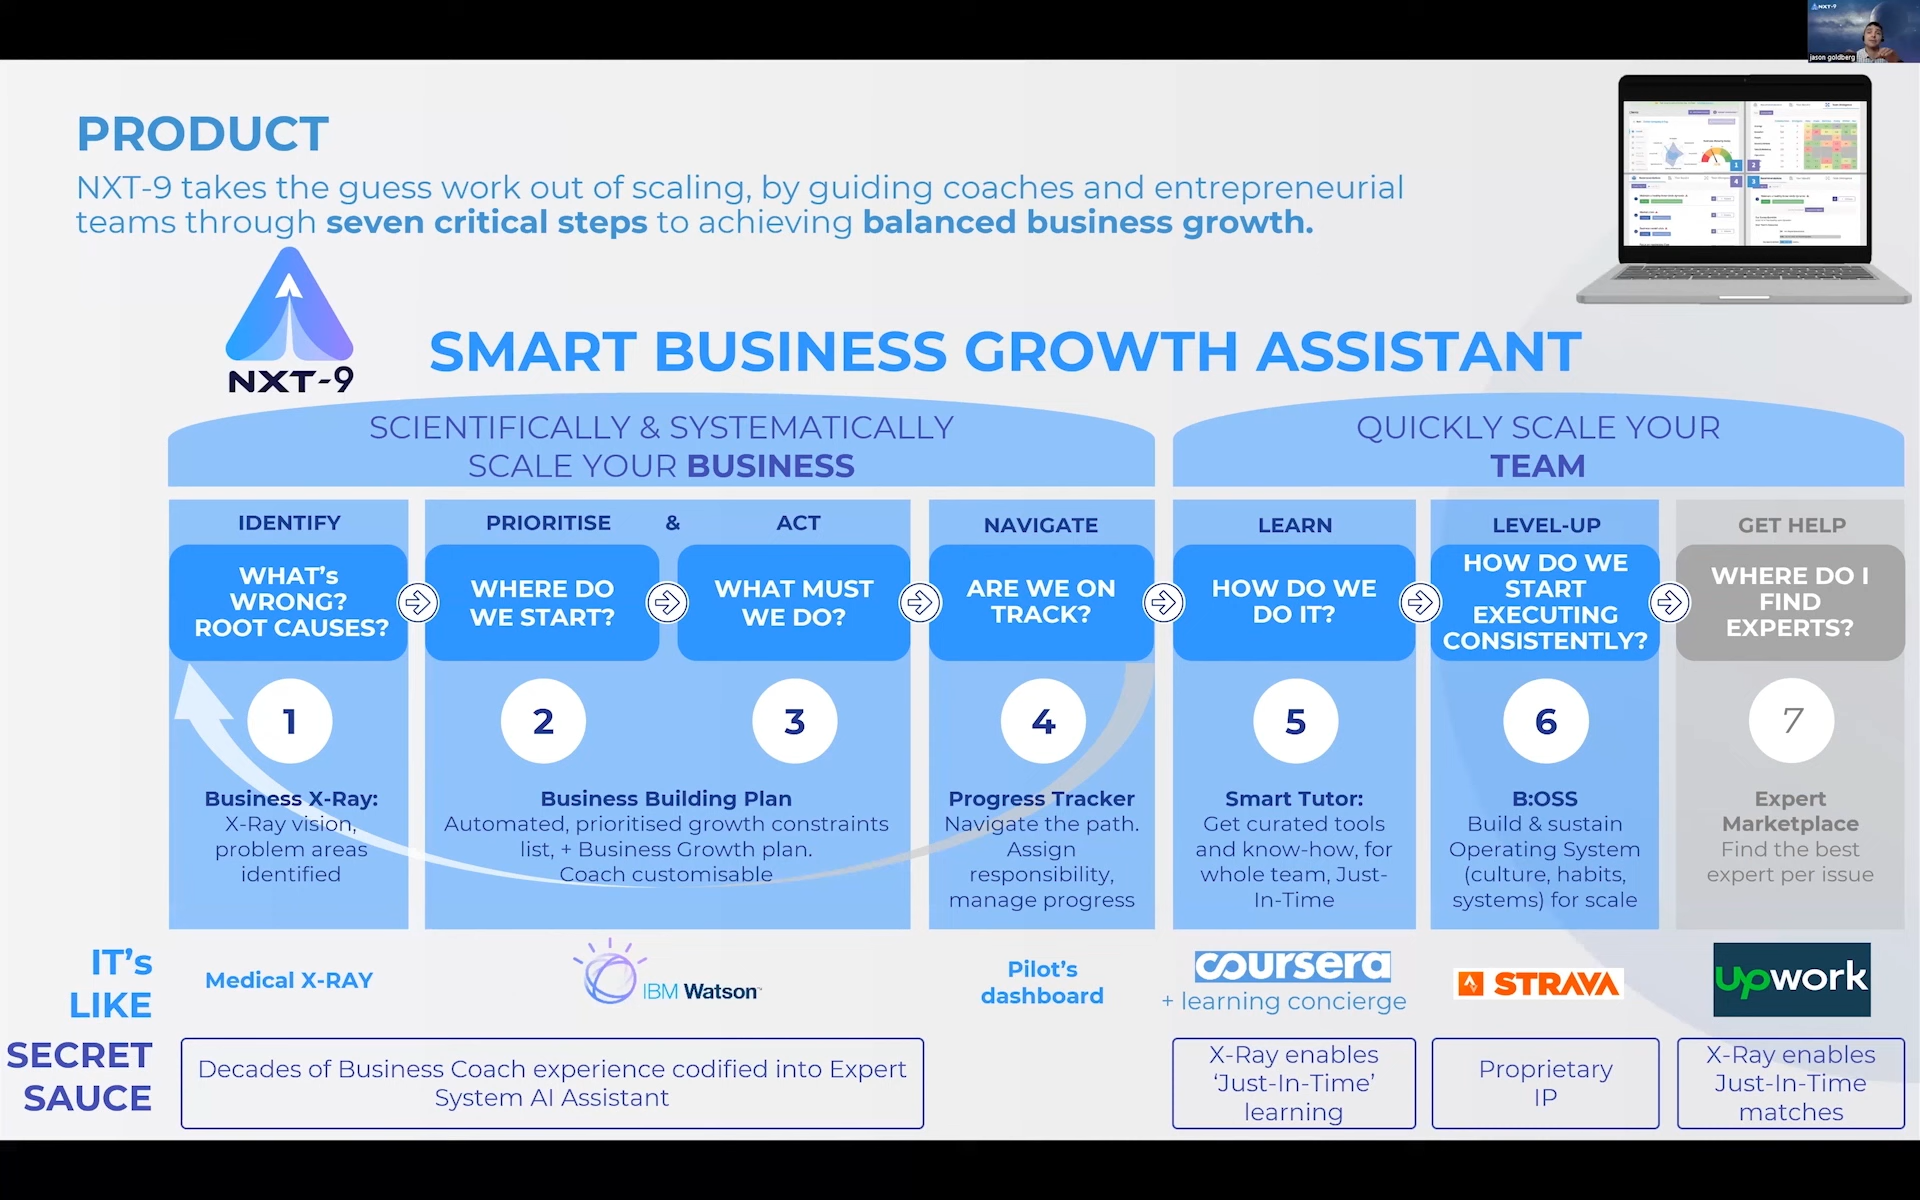 NXT-9
jason goldberg
PRODUCT
NXT-9 takes the guess work out of scaling, by guiding coaches and entrepreneurial
teams through seven critical steps to achieving balanced business growth.
NXT-9
SMART BUSINESS GROWTH ASSISTANT
SCIENTIFICALLY & SYSTEMATICALLY
SCALE YOUR BUSINESS
QUICKLY SCALE YOUR
TEAM
IDENTIFY
WHAT's
WRONG?
ROOT CAUSES?
1
Business X-Ray:
X-Ray vision,
problem areas
identified
PRIORITISE & ACT
WHERE DO
WE START?
WHAT MUST
WE DO?
2
3
Business Building Plan
Automated, prioritised growth constraints
list, + Business Growth plan.
Coach customisable
NAVIGATE
ARE WE ON
TRACK?
4
Progress Tracker
Navigate the path.
Assign
responsibility,
manage progress
LEARN
HOW DO WE
DO IT?
5
Smart Tutor:
Get curated tools
and know-how, for
whole team, Just-
In-Time
LEVEL-UP
HOW DO WE
START
EXECUTING
CONSISTENTLY?
6
B:OSS
Build & sustain
Operating System
(culture, habits,
systems) for scale
GET HELP
WHERE DO I
FIND
EXPERTS?
7
Expert
Marketplace
Find the best
expert per issue
IT's
LIKE
Medical X-RAY
IBM Watson
Pilot's
dashboard
coursera
+ learning concierge
STRAVA
upwork
SECRET
SAUCE
Decades of Business Coach experience codified into Expert
System AI Assistant
X-Ray enables
'Just-In-Time'
learning
Proprietary
IP
X-Ray enables
Just-In-Time
matches